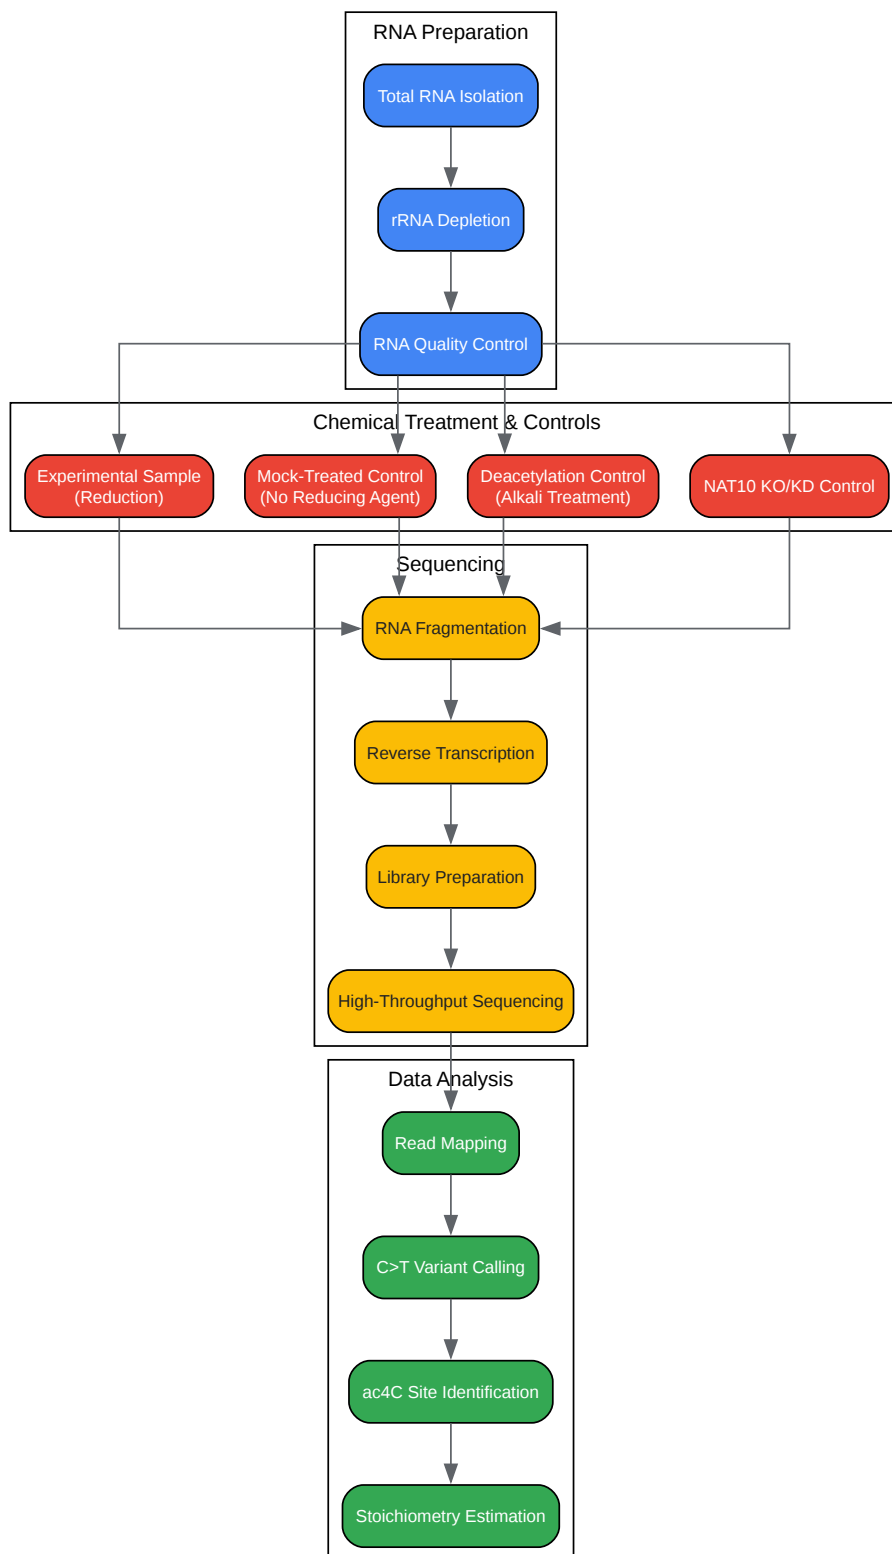 RNA Preparation
Total RNA Isolation
rRNA Depletion
RNA Quality Control
Chemical Treatment & Controls
Experimental Sample
(Reduction)
Mock-Treated Control
(No Reducing Agent)
Deacetylation Control
(Alkali Treatment)
NAT10 KO/KD Control
Sequencing
RNA Fragmentation
Reverse Transcription
Library Preparation
High-Throughput Sequencing
Data Analysis
Read Mapping
C>T Variant Calling
ac4C Site Identification
Stoichiometry Estimation